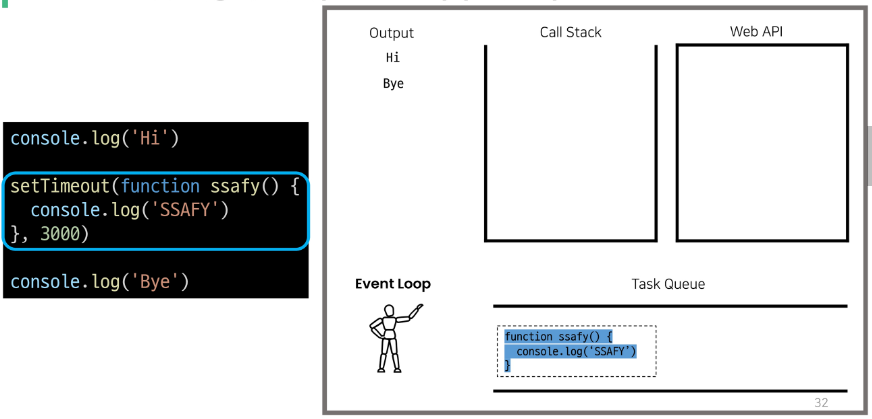 console.log('Hi')
setTimeout(function ssafy() {
  console.log('SSAFY')
}, 3000)
console.log('Bye')
Output
Hi
Bye
Call Stack
Web API
Event Loop
Task Queue
function ssafy() {
  console.log('SSAFY')
}
32